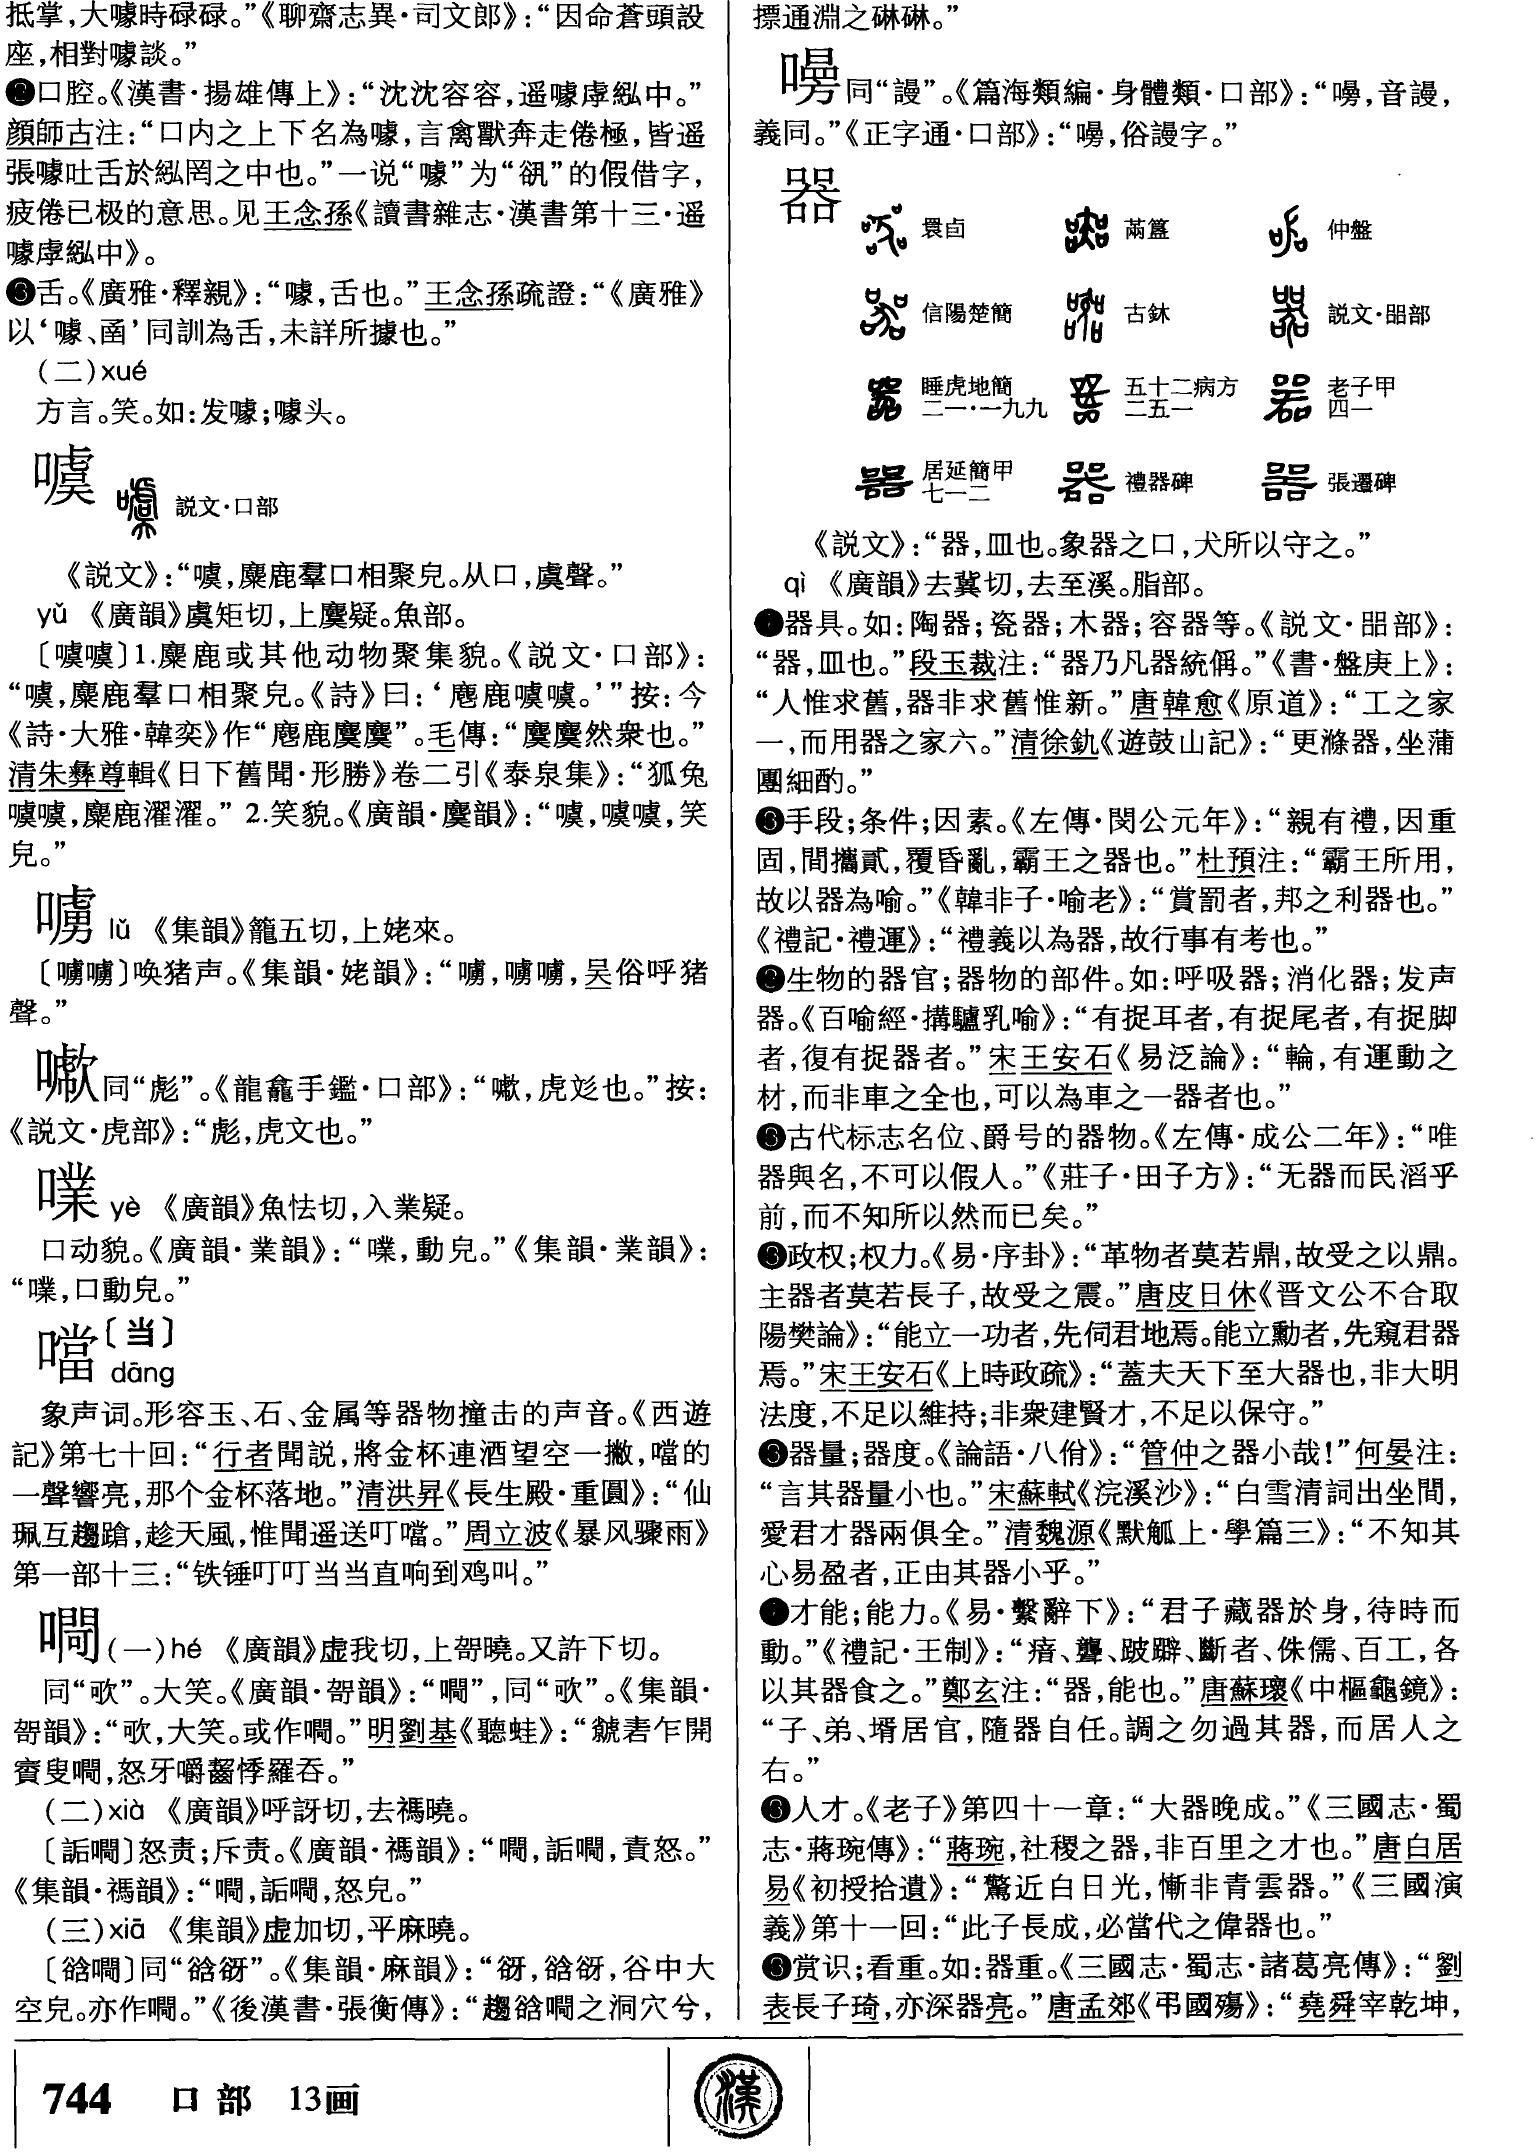 抵掌，大噱時碌碌。”《聊齋志異·司文郎》：“因命蒼頭設
座，相對噱談。”
❷口腔。《漢書·揚雄傳上》：“沈沈容容，遥噱虖紭中。”
顔師古注：“口内之上下名為噱，言禽獸奔走倦極，皆遥
張噱吐舌於紭罔之中也。”一说“噱”为“㕁”的假借字，
疲倦已极的意思。见王念孫《讀書雜志·漢書第十三·遥
噱虖紭中》。
❸舌。《廣雅·釋親》：“噱，舌也。”王念孫疏證：“《廣雅》
以‘噱、圅’同訓為舌，未詳所據也。”
（二）xué
方言。笑。如：发噱；噱头。
噳 説文·口部
《説文》：“噳，麋鹿羣口相聚皃。从口，虞聲。”
yǔ 《廣韻》虞矩切，上麌疑。魚部。
〔噳噳〕1.麋鹿或其他动物聚集貌。《説文·口部》：
“噳，麋鹿羣口相聚皃。《詩》曰：‘麀鹿噳噳。’”按：今
《詩·大雅·韓奕》作“麀鹿麌麌”。毛傳：“麌麌然衆也。”
清朱彝尊輯《日下舊聞·形勝》卷二引《泰泉集》：“狐兔
噳噳，麋鹿濯濯。” 2.笑貌。《廣韻·麌韻》：“噳，噳噳，笑
皃。”
嚧 lǔ 《集韻》籠五切，上姥來。
〔嚧嚧〕唤猪声。《集韻·姥韻》：“嚧，嚧嚧，吴俗呼猪
聲。”
同“彪”。《龍龕手鑑·口部》：“，虎彣也。”按：
《説文·虎部》：“彪，虎文也。”
嶪 yè 《廣韻》魚怯切，入業疑。
口动貌。《廣韻·業韻》：“㗼，動皃。”《集韻·業韻》：
“㗼，口動皃。”
噹〔当〕
dāng
象声词。形容玉、石、金属等器物撞击的声音。《西遊
記》第七十回：“行者聞説，將金杯連酒望空一撇，噹的
一聲響亮，那个金杯落地。”清洪昇《長生殿·重圓》：“仙
珮互趨蹌，趁天風，惟聞遥送叮噹。”周立波《暴风骤雨》
第一部十三：“铁锤叮叮当当直响到鸡叫。”
㗿（一）hé 《廣韻》虚我切，上哿曉。又許下切。
同“歌”。大笑。《廣韻·哿韻》：“㗿”，同“歌”。《集韻·
哿韻》：“歌，大笑。或作㗿。”明劉基《聽蛙》：“虩砉乍開
賨叟㗿，怒牙嚼齧悸羅吞。”
（二）xià 《廣韻》呼訝切，去禡曉。
〔詬㗿〕怒责；斥责。《廣韻·禡韻》：“㗿，詬㗿，責怒。”
《集韻·禡韻》：“㗿，詬㗿，怒皃。”
（三）xiā 《集韻》虚加切，平麻曉。
〔谽㗿〕同“谽谺”。《集韻·麻韻》：“谺，谽谺，谷中大
空皃。亦作㗿。”《後漢書·張衡傳》：“趨谽㗿之洞穴兮，
摽通淵之碄碄。”
同“謾”。《篇海類編·身體類·口部》：“，音謾，
義同。”《正字通·口部》：“，俗謾字。”
器
睘卣 㒼簋 仲盤
信陽楚簡 古鉢 説文·㗊部
睡虎地簡二一·一九九 五十二病方二五一 老子甲四一
居延簡甲七一二 禮器碑 張遷碑
《説文》：“器，皿也。象器之口，犬所以守之。”
qì 《廣韻》去冀切，去至溪。脂部。
❶器具。如：陶器；瓷器；木器；容器等。《説文·㗊部》：
“器，皿也。”段玉裁注：“器乃凡器統偁。”《書·盤庚上》：
“人惟求舊，器非求舊惟新。”唐韓愈《原道》：“工之家
一，而用器之家六。”清徐釚《遊鼓山記》：“更滌器，坐蒲
團細酌。”
❸手段；条件；因素。《左傳·閔公元年》：“親有禮，因重
固，間攜貳，覆昏亂，霸王之器也。”杜預注：“霸王所用，
故以器為喻。”《韓非子·喻老》：“賞罰者，邦之利器也。”
《禮記·禮運》：“禮義以為器，故行事有考也。”
❷生物的器官；器物的部件。如：呼吸器；消化器；发声
器。《百喻經·搆驢乳喻》：“有捉耳者，有捉尾者，有捉脚
者，復有捉器者。”宋王安石《易泛論》：“輪，有運動之
材，而非車之全也，可以為車之一器者也。”
❸古代标志名位、爵号的器物。《左傳·成公二年》：“唯
器與名，不可以假人。”《莊子·田子方》：“无器而民滔乎
前，而不知所以然而已矣。”
❸政权；权力。《易·序卦》：“革物者莫若鼎，故受之以鼎。
主器者莫若長子，故受之震。”唐皮日休《晋文公不合取
陽樊論》：“能立一功者，先伺君地焉。能立勳者，先窺君器
焉。”宋王安石《上時政疏》：“蓋夫天下至大器也，非大明
法度，不足以維持；非衆建賢才，不足以保守。”
❸器量；器度。《論語·八佾》：“管仲之器小哉！”何晏注：
“言其器量小也。”宋蘇軾《浣溪沙》：“白雪清詞出坐間，
愛君才器兩俱全。”清魏源《默觚上·學篇三》：“不知其
心易盈者，正由其器小乎。”
❼才能；能力。《易·繫辭下》：“君子藏器於身，待時而
動。”《禮記·王制》：“瘖、聾、跛躃、斷者、侏儒、百工，各
以其器食之。”鄭玄注：“器，能也。”唐蘇瓌《中樞龜鏡》：
“子、弟、壻居官，隨器自任。調之勿過其器，而居人之
右。”
❸人才。《老子》第四十一章：“大器晚成。”《三國志·蜀
志·蔣琬傳》：“蔣琬，社稷之器，非百里之才也。”唐白居
易《初授拾遺》：“驚近白日光，慚非青雲器。”《三國演
義》第十一回：“此子長成，必當代之偉器也。”
❸赏识；看重。如：器重。《三國志·蜀志·諸葛亮傳》：“劉
表長子琦，亦深器亮。”唐孟郊《弔國殤》：“堯舜宰乾坤，
744 口部 13画
漢